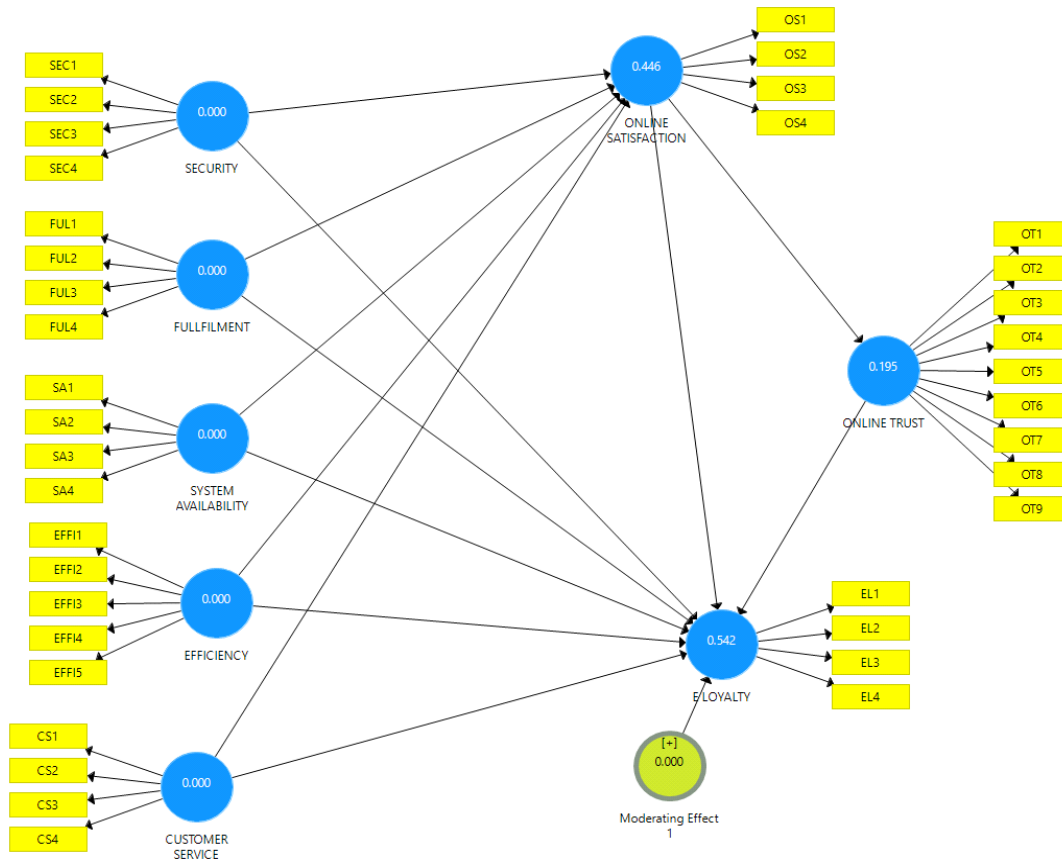 SEC1
SEC2
SEC3
SEC4
0.000
SECURITY
FUL1
FUL2
FUL3
FUL4
0.000
FULLFILMENT
SA1
SA2
SA3
SA4
0.000
SYSTEM
AVAILABILITY
EFFI1
EFFI2
EFFI3
EFFI4
EFFI5
0.000
EFFICIENCY
CS1
CS2
CS3
CS4
0.000
CUSTOMER
SERVICE
0.446
ONLINE
SATISFACTION
OS1
OS2
OS3
OS4
0.195
ONLINE TRUST
OT1
OT2
OT3
OT4
OT5
OT6
OT7
OT8
OT9
0.542
E LOYALTY
EL1
EL2
EL3
EL4
[+]
0.000
Moderating Effect
1